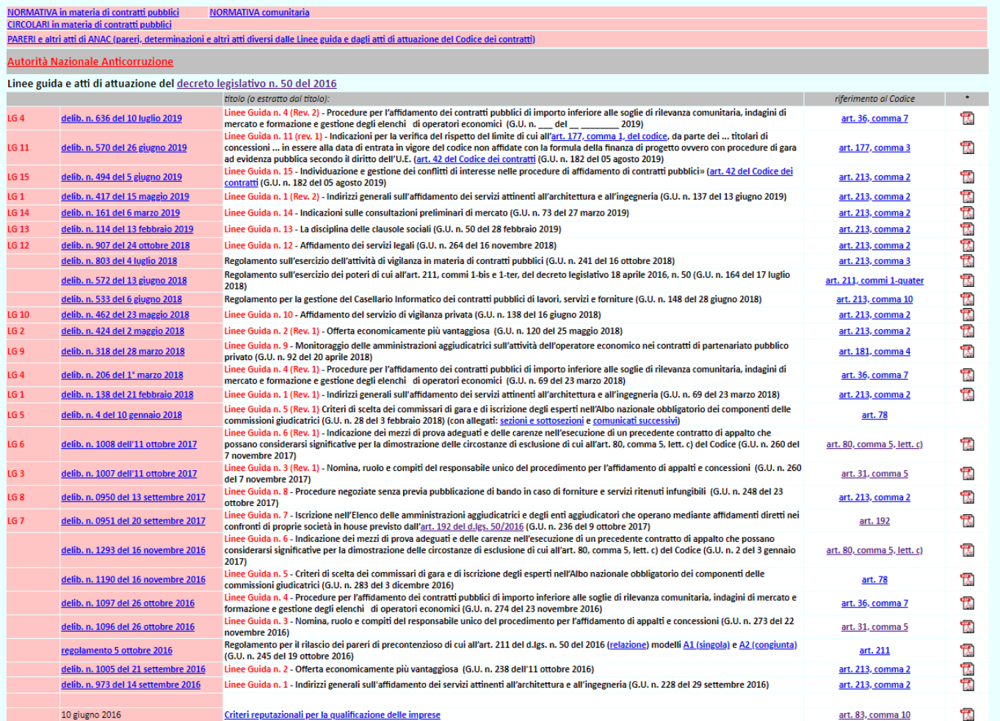 NORMATIVA in materia di contratti pubblici NORMATIVA comunitaria
CIRCOLARI in materia di contratti pubblici
PARERI e altri atti di ANAC (pareri, determinazioni e altri atti diversi dalle Linee guida e dagli atti di attuazione del Codice dei contratti)
Autorità Nazionale Anticorruzione
Linee guida e atti di attuazione del decreto legislativo n. 50 del 2016
titolo (o estratto dal titolo): riferimento al Codice *
LG 4 delib. n. 636 del 10 luglio 2019 Linee Guida n. 4 (Rev. 2) - Procedure per l'affidamento dei contratti pubblici di importo inferiore alle soglie di rilevanza comunitaria, indagini di
mercato e formazione e gestione degli elenchi di operatori economici (G.U. n. ___ del __ ________ 2019) art. 36, comma 7
LG 11 delib. n. 570 del 26 giugno 2019 Linee Guida n. 11 (rev. 1) - Indicazioni per la verifica del rispetto del limite di cui all'art. 177, comma 1, del codice, da parte dei ... titolari di
concessioni ... in essere alla data di entrata in vigore del codice non affidate con la formula della finanza di progetto ovvero con procedure di gara
ad evidenza pubblica secondo il diritto dell'U.E. (art. 42 del Codice dei contratti (G.U. n. 182 del 05 agosto 2019) art. 177, comma 3
LG 15 delib. n. 494 del 5 giugno 2019 Linee Guida n. 15 - Individuazione e gestione dei conflitti di interesse nelle procedure di affidamento di contratti pubblici» (art. 42 del Codice dei
contratti (G.U. n. 182 del 05 agosto 2019) art. 213, comma 2
LG 1 delib. n. 417 del 15 maggio 2019 Linee Guida n. 1 (Rev. 2) - Indirizzi generali sull'affidamento dei servizi attinenti all'architettura e all'ingegneria (G.U. n. 137 del 13 giugno 2019) art. 213, comma 2
LG 14 delib. n. 161 del 6 marzo 2019 Linee Guida n. 14 - Indicazioni sulle consultazioni preliminari di mercato (G.U. n. 73 del 27 marzo 2019) art. 213, comma 2
LG 13 delib. n. 114 del 13 febbraio 2019 Linee Guida n. 13 - La disciplina delle clausole sociali (G.U. n. 50 del 28 febbraio 2019) art. 213, comma 2
LG 12 delib. n. 907 del 24 ottobre 2018 Linee Guida n. 12 - Affidamento dei servizi legali (G.U. n. 264 del 16 novembre 2018) art. 213, comma 2
delib. n. 803 del 4 luglio 2018 Regolamento sull'esercizio dell'attività di vigilanza in materia di contratti pubblici (G.U. n. 241 del 16 ottobre 2018) art. 213, comma 3
delib. n. 572 del 13 giugno 2018 Regolamento sull'esercizio dei poteri di cui all'art. 211, commi 1-bis e 1-ter, del decreto legislativo 18 aprile 2016, n. 50 (G.U. n. 164 del 17 luglio
2018) art. 211, commi 1-quater
delib. n. 533 del 6 giugno 2018 Regolamento per la gestione del Casellario Informatico dei contratti pubblici di lavori, servizi e forniture (G.U. n. 148 del 28 giugno 2018) art. 213, comma 10
LG 10 delib. n. 462 del 23 maggio 2018 Linee Guida n. 10 - Affidamento del servizio di vigilanza privata (G.U. n. 138 del 16 giugno 2018) art. 213, comma 2
LG 2 delib. n. 424 del 2 maggio 2018 Linee Guida n. 2 (Rev. 1) - Offerta economicamente più vantaggiosa (G.U. n. 120 del 25 maggio 2018) art. 213, comma 2
LG 9 delib. n. 318 del 28 marzo 2018 Linee Guida n. 9 - Monitoraggio delle amministrazioni aggiudicatrici sull'attività dell'operatore economico nei contratti di partenariato pubblico
privato (G.U. n. 92 del 20 aprile 2018) art. 181, comma 4
LG 4 delib. n. 206 del 1° marzo 2018 Linee Guida n. 4 (Rev. 1) - Procedure per l'affidamento dei contratti pubblici di importo inferiore alle soglie di rilevanza comunitaria, indagini di
mercato e formazione e gestione degli elenchi di operatori economici (G.U. n. 69 del 23 marzo 2018) art. 36, comma 7
LG 1 delib. n. 138 del 21 febbraio 2018 Linee Guida n. 1 (Rev. 1) - Indirizzi generali sull'affidamento dei servizi attinenti all'architettura e all'ingegneria (G.U. n. 69 del 23 marzo 2018) art. 213, comma 2
LG 5 delib. n. 4 del 10 gennaio 2018 Linee Guida n. 5 (Rev. 1) Criteri di scelta dei commissari di gara e di iscrizione degli esperti nell'Albo nazionale obbligatorio dei componenti delle
commissioni giudicatrici (G.U. n. 28 del 3 febbraio 2018) (con allegati: sezioni e sottosezioni e comunicati successivi) art. 78
LG 6 delib. n. 1008 dell'11 ottobre 2017 Linee Guida n. 6 (Rev. 1) - Indicazione dei mezzi di prova adeguati e delle carenze nell'esecuzione di un precedente contratto di appalto che
possano considerarsi significative per la dimostrazione delle circostanze di esclusione di cui all'art. 80, comma 5, lett. c) del Codice (G.U. n. 260 del
7 novembre 2017) art. 80, comma 5, lett. c)
LG 3 delib. n. 1007 dell'11 ottobre 2017 Linee Guida n. 3 (Rev. 1) - Nomina, ruolo e compiti del responsabile unico del procedimento per l'affidamento di appalti e concessioni (G.U. n. 260
del 7 novembre 2017) art. 31, comma 5
LG 8 delib. n. 0950 del 13 settembre 2017 Linee Guida n. 8 - Procedure negoziate senza previa pubblicazione di bando in caso di forniture e servizi ritenuti infungibili (G.U. n. 248 del 23
ottobre 2017) art. 213, comma 2
LG 7 delib. n. 0951 del 20 settembre 2017 Linee Guida n. 7 - Iscrizione nell'Elenco delle amministrazioni aggiudicatrici e degli enti aggiudicatori che operano mediante affidamenti diretti nei
confronti di proprie società in house previsto dall'art. 192 del d.lgs. 50/2016 (G.U. n. 236 del 9 ottobre 2017) art. 192
delib. n. 1293 del 16 novembre 2016 Linee Guida n. 6 - Indicazione dei mezzi di prova adeguati e delle carenze nell'esecuzione di un precedente contratto di appalto che possano
considerarsi significative per la dimostrazione delle circostanze di esclusione di cui all'art. 80, comma 5, lett. c) del Codice (G.U. n. 2 del 3 gennaio
2017) art. 80, comma 5, lett. c)
delib. n. 1190 del 16 novembre 2016 Linee Guida n. 5 - Criteri di scelta dei commissari di gara e di iscrizione degli esperti nell'Albo nazionale obbligatorio dei componenti delle
commissioni giudicatrici (G.U. n. 283 del 3 dicembre 2016) art. 78
delib. n. 1097 del 26 ottobre 2016 Linee Guida n. 4 - Procedure per l'affidamento dei contratti pubblici di importo inferiore alle soglie di rilevanza comunitaria, indagini di mercato e
formazione e gestione degli elenchi di operatori economici (G.U. n. 274 del 23 novembre 2016) art. 36, comma 7
delib. n. 1096 del 26 ottobre 2016 Linee Guida n. 3 - Nomina, ruolo e compiti del responsabile unico del procedimento per l'affidamento di appalti e concessioni (G.U. n. 273 del 22
novembre 2016) art. 31, comma 5
regolamento 5 ottobre 2016 Regolamento per il rilascio dei pareri di precontenzioso di cui all'art. 211 del d.lgs. n. 50 del 2016 (relazione) modelli A1 (singola) e A2 (congiunta)
(G.U. n. 245 del 19 ottobre 2016) art. 211
delib. n. 1005 del 21 settembre 2016 Linee Guida n. 2 - Offerta economicamente più vantaggiosa (G.U. n. 238 dell'11 ottobre 2016) art. 213, comma 2
delib. n. 973 del 14 settembre 2016 Linee Guida n. 1 - Indirizzi generali sull'affidamento dei servizi attinenti all'architettura e all'ingegneria (G.U. n. 228 del 29 settembre 2016) art. 213, comma 2
10 giugno 2016 Criteri reputazionali per la qualificazione delle imprese art. 83, comma 10